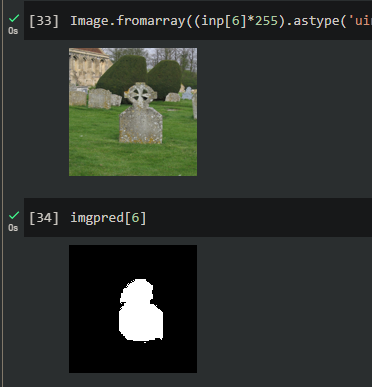 [33] Image.fromarray((inp[6]*255).astype('ui
0s
[34] imgpred[6]
0s